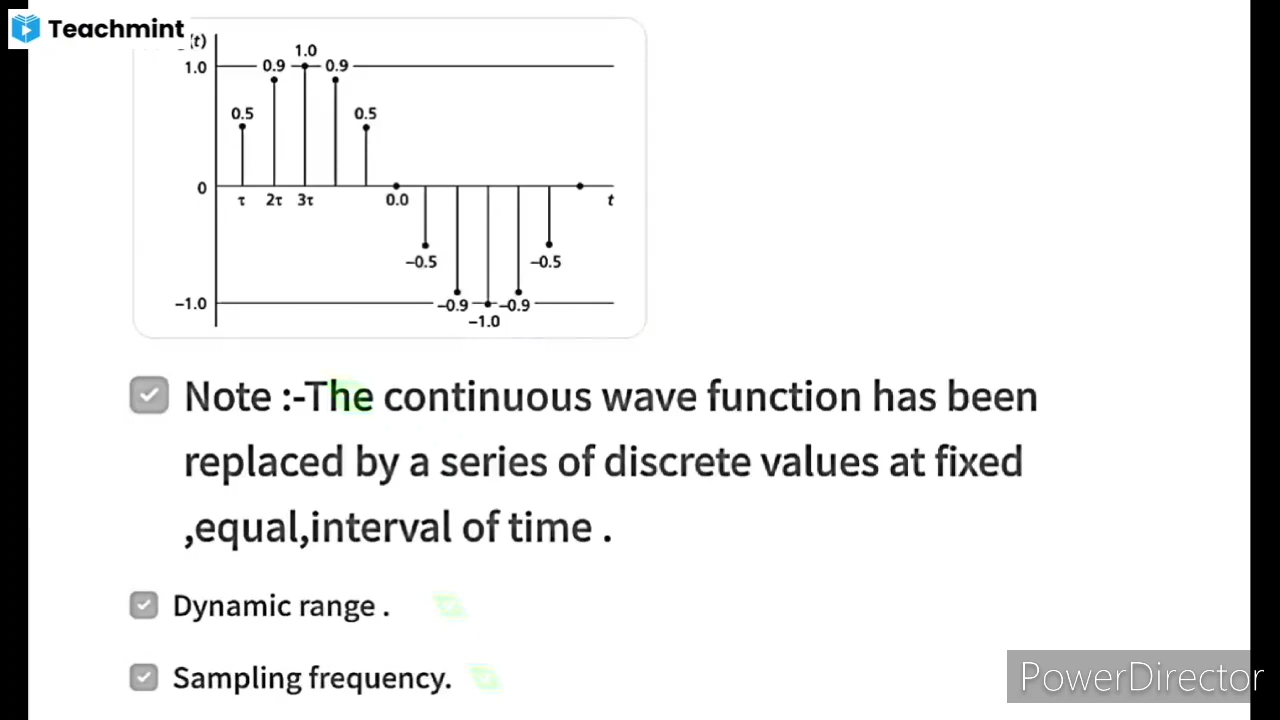 Teachmint
(t)
1.0
1.0
0.9
0.9
0.5
0.5
0
τ
2τ
3τ
0.0
t
–0.5
–0.5
–1.0
–0.9
–0.9
–1.0
Note :-The continuous wave function has been
replaced by a series of discrete values at fixed
,equal,interval of time .
Dynamic range .
Sampling frequency.
PowerDirector